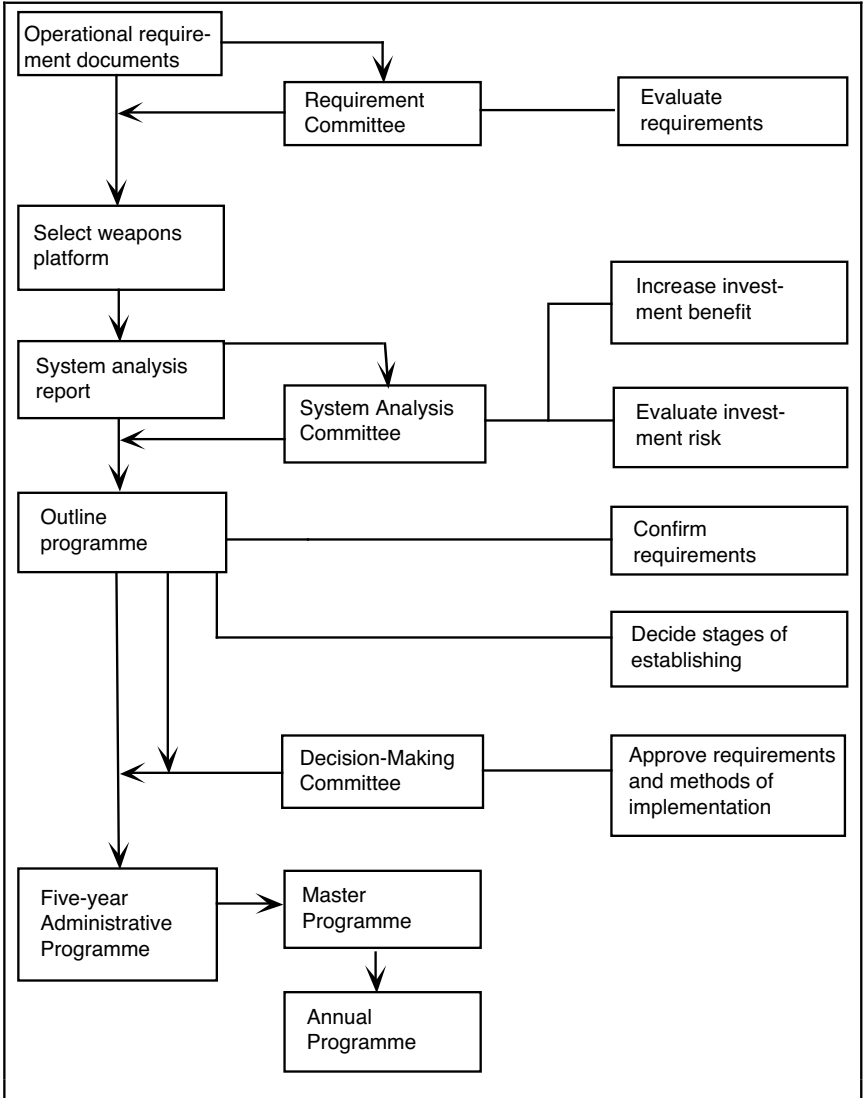 Operational require-
ment documents
Requirement
Committee
Evaluate
requirements
Select weapons
platform
Increase invest-
ment benefit
System analysis
report
System Analysis
Committee
Evaluate invest-
ment risk
Outline
programme
Confirm
requirements
Decide stages of
establishing
Decision-Making
Committee
Approve requirements
and methods of
implementation
Five-year
Administrative
Programme
Master
Programme
Annual
Programme